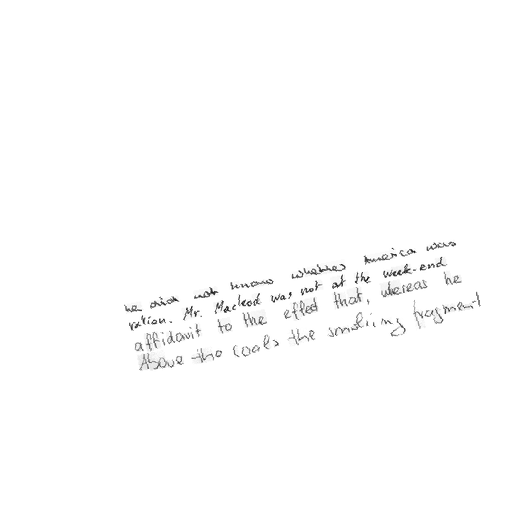 he did not know whether America was
ration. Mr. Macleod was not at the week-end
affidavit to the effect that, whereas he
Above the coals the smoking fragment